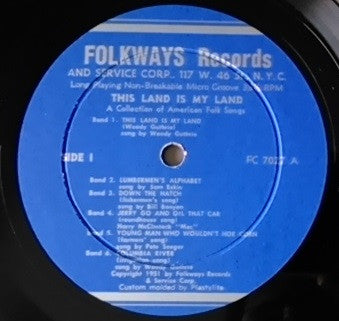 FOLKWAYS Records
AND SERVICE CORP., 117 W. 46 ST., N.Y.C.
Long Playing Non-Breakable Micro Groove 33⅓ RPM
THIS LAND IS MY LAND
A Collection of American Folk Songs
Band 1. THIS LAND IS MY LAND
(Woody Guthrie)
sung by Woody Guthrie
SIDE I
FC 7027 A
Band 2. LUMBERMEN'S ALPHABET
sung by Sam Eskin
Band 3. DOWN THE HATCH
(fisherman's song)
sung by Bill Bonyun
Band 4. JERRY GO AND OIL THAT CAR
(roundhouse song)
Harry McClintock "Mac"
Band 5. YOUNG MAN WHO WOULDN'T HOE CORN
(farmers' song)
sung by Pete Seeger
Band 6. COLUMBIA RIVER
(irrigation song)
sung by Woody Guthrie
Copyright 1951 by Folkways Records
& Service Corp.
Custom molded by Plastylite